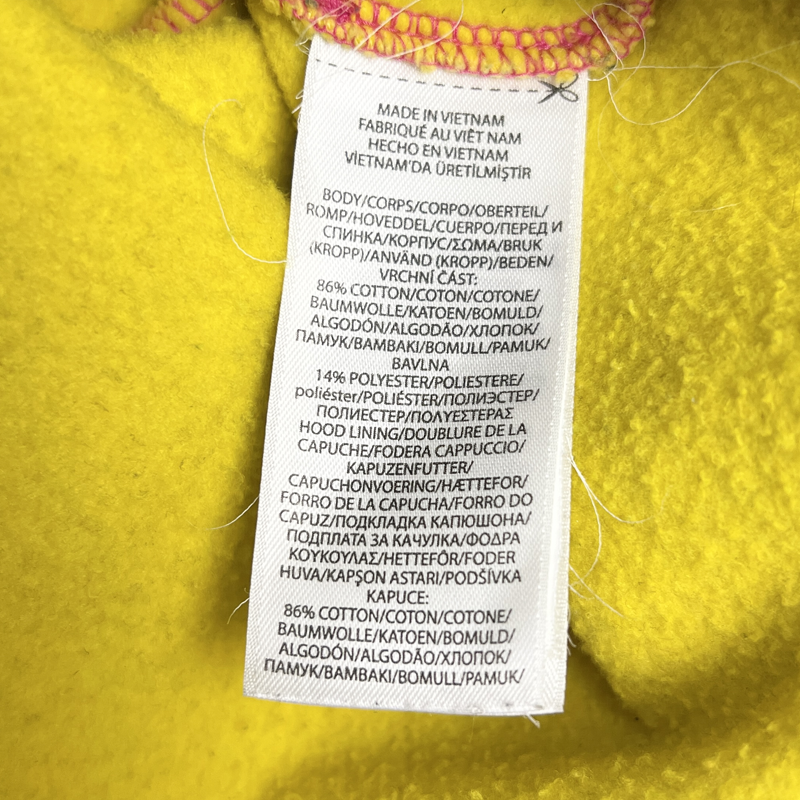 MADE IN VIETNAM
FABRIQUÉ AU VIÊT NAM
HECHO EN VIETNAM
VİETNAM'DA ÜRETİLMİŞTİR
BODY/CORPS/CORPO/OBERTEIL/
ROMP/HOVEDDEL/CUERPO/ПЕРЕД И
СПИНКА/КОРПУС/ΣΩΜΑ/BRUK
(KROPP)/ANVÄND (KROPP)/BEDEN/
VRCHNÍ ČÁST:
86% COTTON/COTON/COTONE/
BAUMWOLLE/KATOEN/BOMULD/
ALGODÓN/ALGODÃO/ХЛОПОК/
ПАМУК/BAMBAKI/BOMULL/PAMUK/
BAVLNA
14% POLYESTER/POLIESTERE/
poliéster/POLIÉSTER/ПОЛИЭСТЕР/
ПОЛИЕСТЕР/ΠΟΛΥΕΣΤΕΡΑΣ
HOOD LINING/DOUBLURE DE LA
CAPUCHE/FODERA CAPPUCCIO/
KAPUZENFUTTER/
CAPUCHONVOERING/HÆTTEFOR/
FORRO DE LA CAPUCHA/FORRO DO
CAPUZ/ПОДКЛАДКА КАПЮШОНА/
ПОДПЛАТА ЗА КАЧУЛКА/ΦΟΔΡΑ
ΚΟΥΚΟΥΛΑΣ/HETTEFÔR/FODER
HUVA/KAPŞON ASTARI/PODŠÍVKA
KAPUCE:
86% COTTON/COTON/COTONE/
BAUMWOLLE/KATOEN/BOMULD/
ALGODÓN/ALGODÃO/ХЛОПОК/
ПАМУК/BAMBAKI/BOMULL/PAMUK/